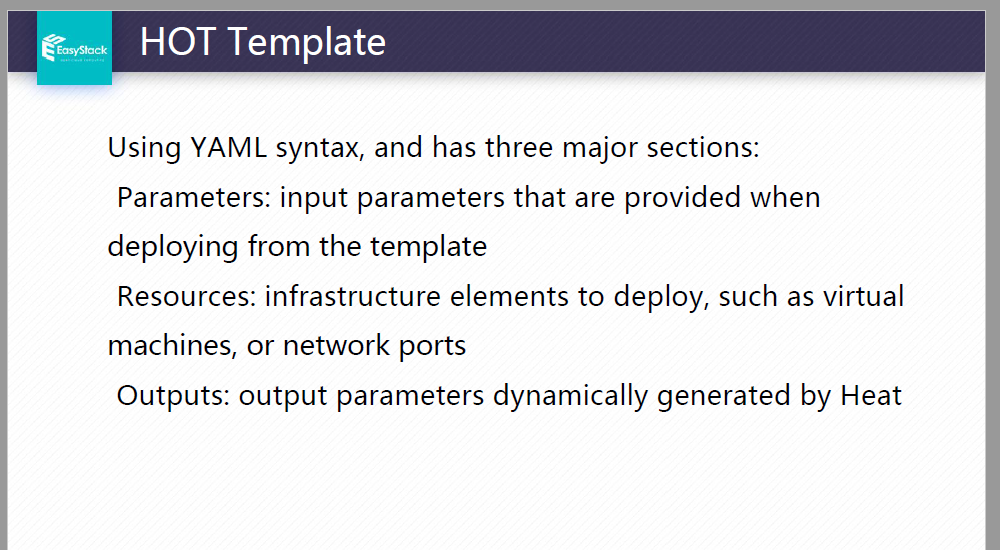 EasyStack
HOT Template
Using YAML syntax, and has three major sections:
Parameters: input parameters that are provided when
deploying from the template
Resources: infrastructure elements to deploy, such as virtual
machines, or network ports
Outputs: output parameters dynamically generated by Heat